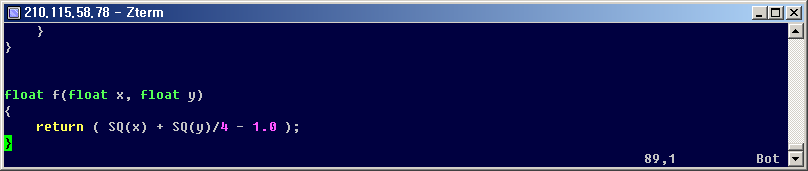 210.115.58.78 - Zterm
    }
}
float f(float x, float y)
{
    return ( SQ(x) + SQ(y)/4 - 1.0 );
}
89,1 Bot